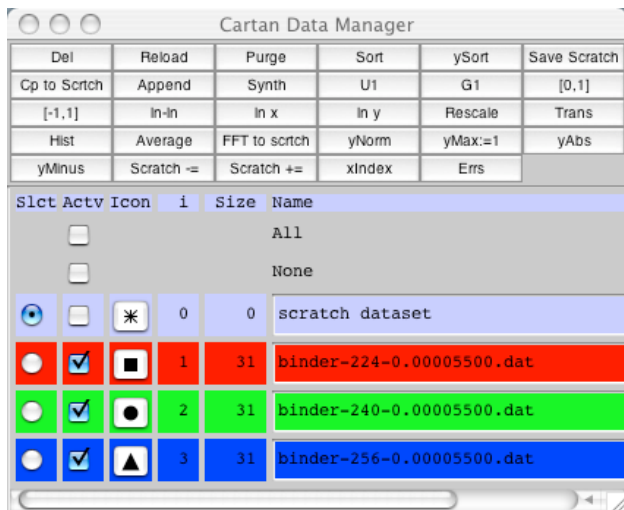 Cartan Data Manager
Del Reload Purge Sort ySort Save Scratch
Cp to Scrtch Append Synth U1 G1 [0,1]
[-1,1] ln-ln ln x ln y Rescale Trans
Hist Average FFT to scrtch yNorm yMax:=1 yAbs
yMinus Scratch -= Scratch += xIndex Errs
Slct Actv Icon i Size Name
All
None
0 0 scratch dataset
1 31 binder-224-0.00005500.dat
2 31 binder-240-0.00005500.dat
3 31 binder-256-0.00005500.dat